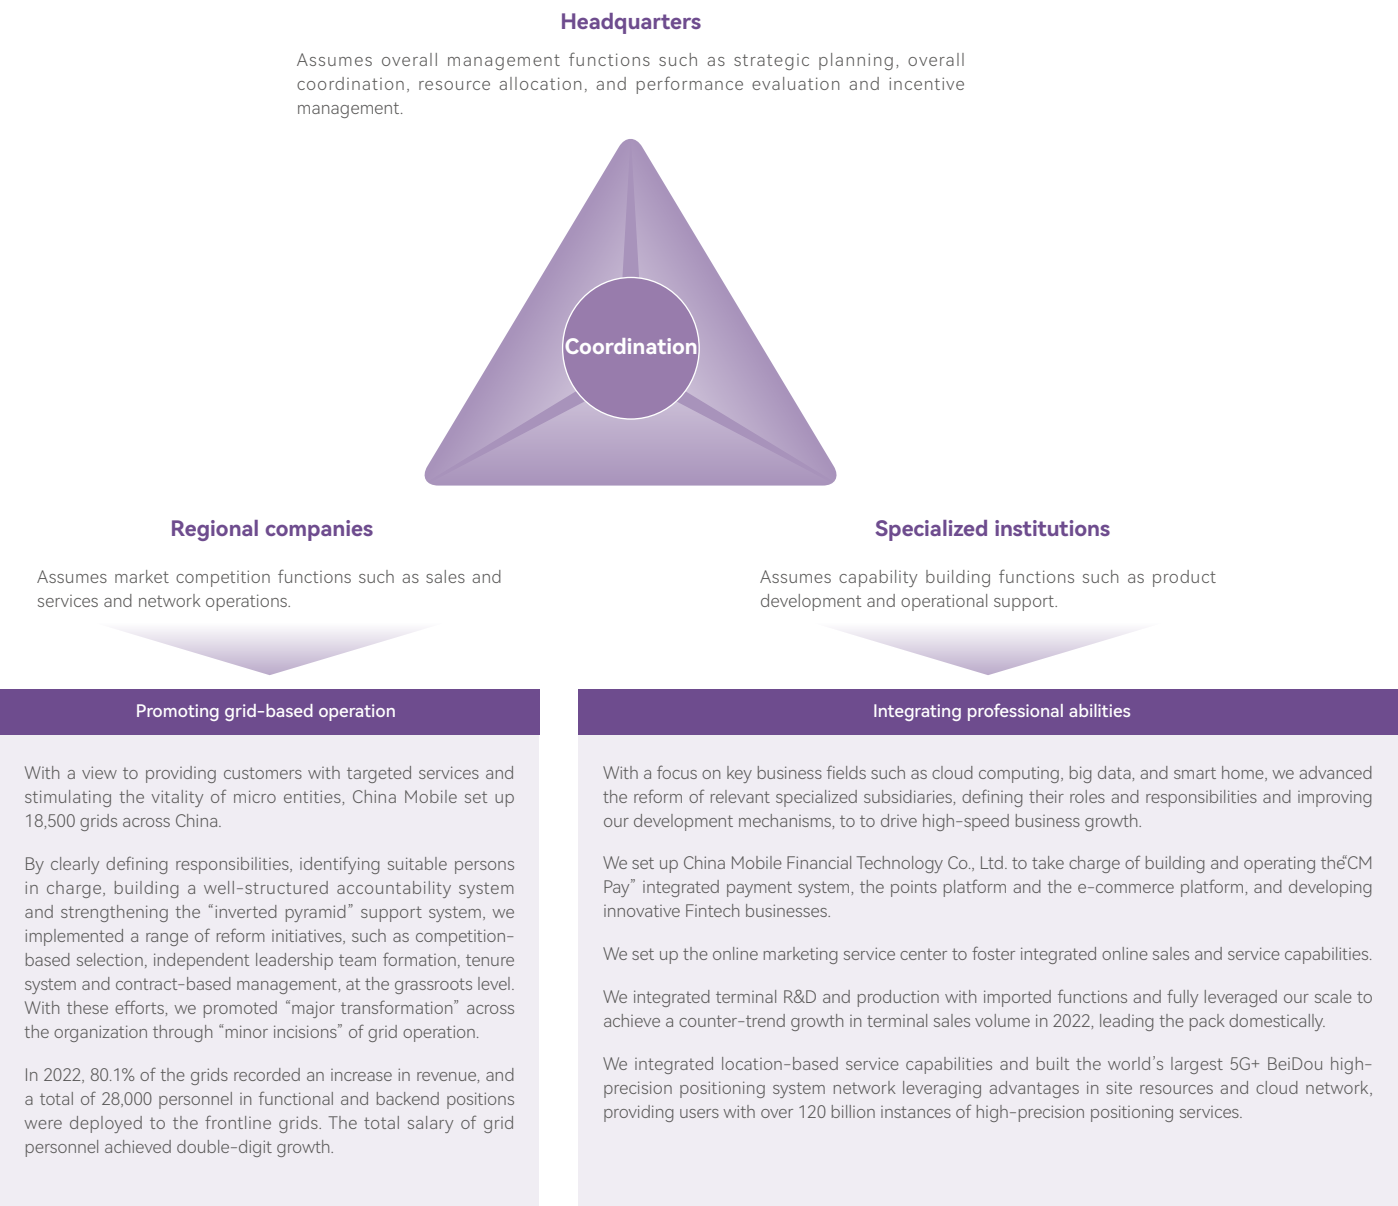 Headquarters
Assumes overall management functions such as strategic planning, overall
coordination, resource allocation, and performance evaluation and incentive
management.
Coordination
Regional companies
Assumes market competition functions such as sales and
services and network operations.
Promoting grid-based operation
With a view to providing customers with targeted services and
stimulating the vitality of micro entities, China Mobile set up
18,500 grids across China.
By clearly defining responsibilities, identifying suitable persons
in charge, building a well-structured accountability system
and strengthening the “inverted pyramid” support system, we
implemented a range of reform initiatives, such as competition-
based selection, independent leadership team formation, tenure
system and contract-based management, at the grassroots level.
With these efforts, we promoted “major transformation” across
the organization through “minor incisions” of grid operation.
In 2022, 80.1% of the grids recorded an increase in revenue, and
a total of 28,000 personnel in functional and backend positions
were deployed to the frontline grids. The total salary of grid
personnel achieved double-digit growth.
Specialized institutions
Assumes capability building functions such as product
development and operational support.
Integrating professional abilities
With a focus on key business fields such as cloud computing, big data, and smart home, we advanced
the reform of relevant specialized subsidiaries, defining their roles and responsibilities and improving
our development mechanisms, to to drive high-speed business growth.
We set up China Mobile Financial Technology Co., Ltd. to take charge of building and operating the“CM
Pay” integrated payment system, the points platform and the e-commerce platform, and developing
innovative Fintech businesses.
We set up the online marketing service center to foster integrated online sales and service capabilities.
We integrated terminal R&D and production with imported functions and fully leveraged our scale to
achieve a counter-trend growth in terminal sales volume in 2022, leading the pack domestically.
We integrated location-based service capabilities and built the world’s largest 5G+ BeiDou high-
precision positioning system network leveraging advantages in site resources and cloud network,
providing users with over 120 billion instances of high-precision positioning services.